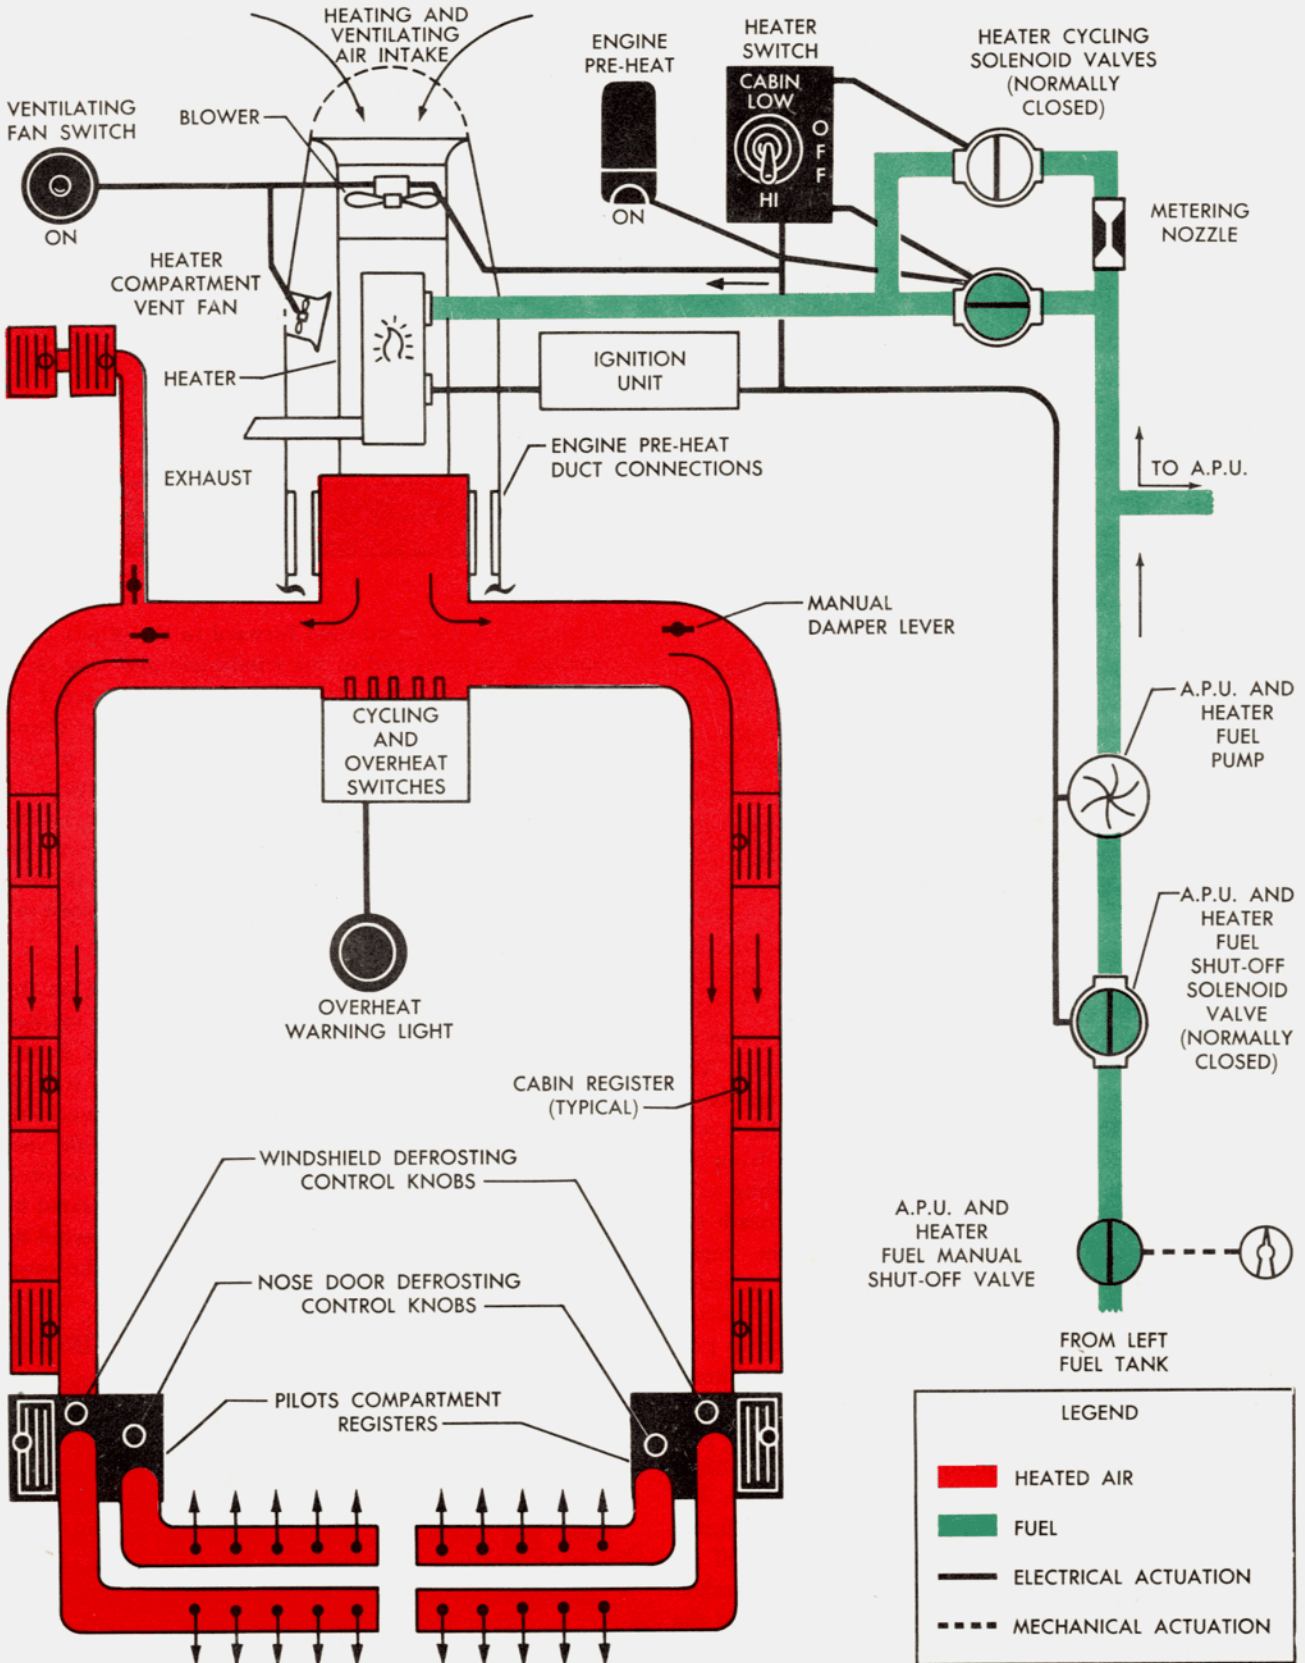 HEATING AND
VENTILATING
AIR INTAKE
ENGINE
PRE-HEAT
ON
HEATER
SWITCH
CABIN
LOW
OFF
HI
HEATER CYCLING
SOLENOID VALVES
(NORMALLY
CLOSED)
VENTILATING
FAN SWITCH
ON
BLOWER
METERING
NOZZLE
HEATER
COMPARTMENT
VENT FAN
HEATER
IGNITION
UNIT
EXHAUST
ENGINE PRE-HEAT
DUCT CONNECTIONS
TO A.P.U.
MANUAL
DAMPER LEVER
A.P.U. AND
HEATER
FUEL
PUMP
CYCLING
AND
OVERHEAT
SWITCHES
A.P.U. AND
HEATER
FUEL
SHUT-OFF
SOLENOID
VALVE
(NORMALLY
CLOSED)
OVERHEAT
WARNING LIGHT
CABIN REGISTER
(TYPICAL)
WINDSHIELD DEFROSTING
CONTROL KNOBS
A.P.U. AND
HEATER
FUEL MANUAL
SHUT-OFF VALVE
NOSE DOOR DEFROSTING
CONTROL KNOBS
FROM LEFT
FUEL TANK
PILOTS COMPARTMENT
REGISTERS
LEGEND
HEATED AIR
FUEL
ELECTRICAL ACTUATION
MECHANICAL ACTUATION